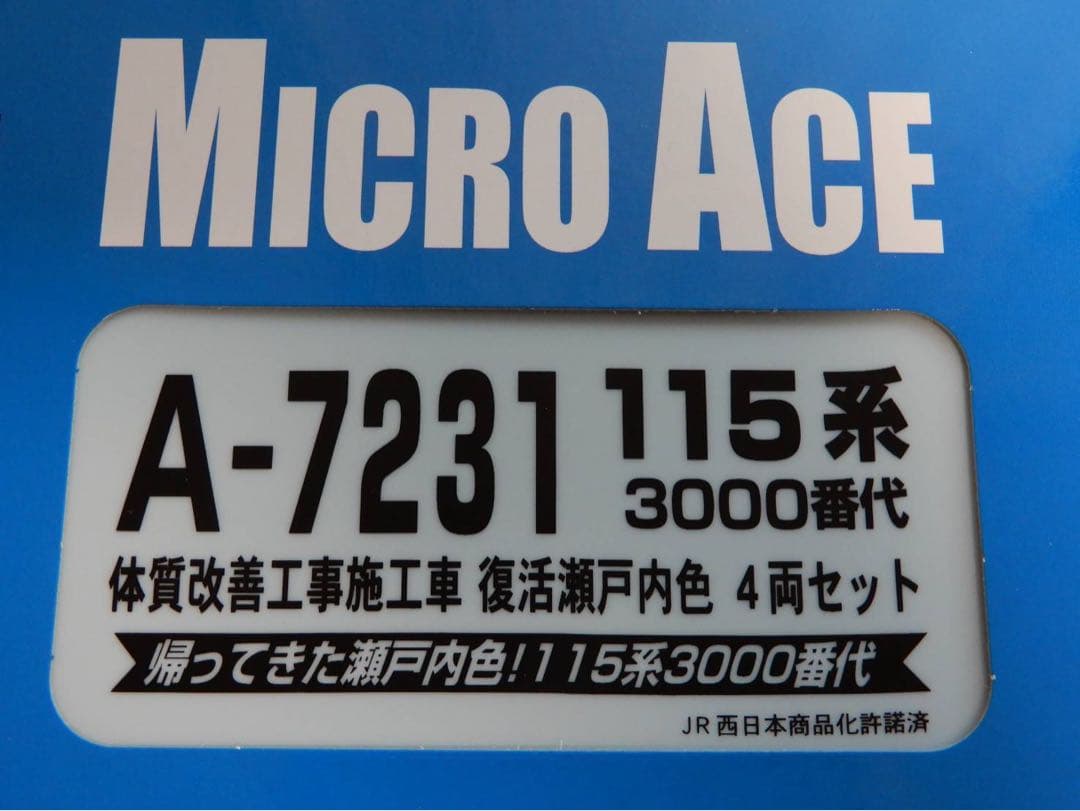 MICRO ACE
A-7231 115系
3000番代
体質改善工事施工車 復活瀬戸内色 4両セット
帰ってきた瀬戸内色!115系3000番代
JR西日本商品化許諾済